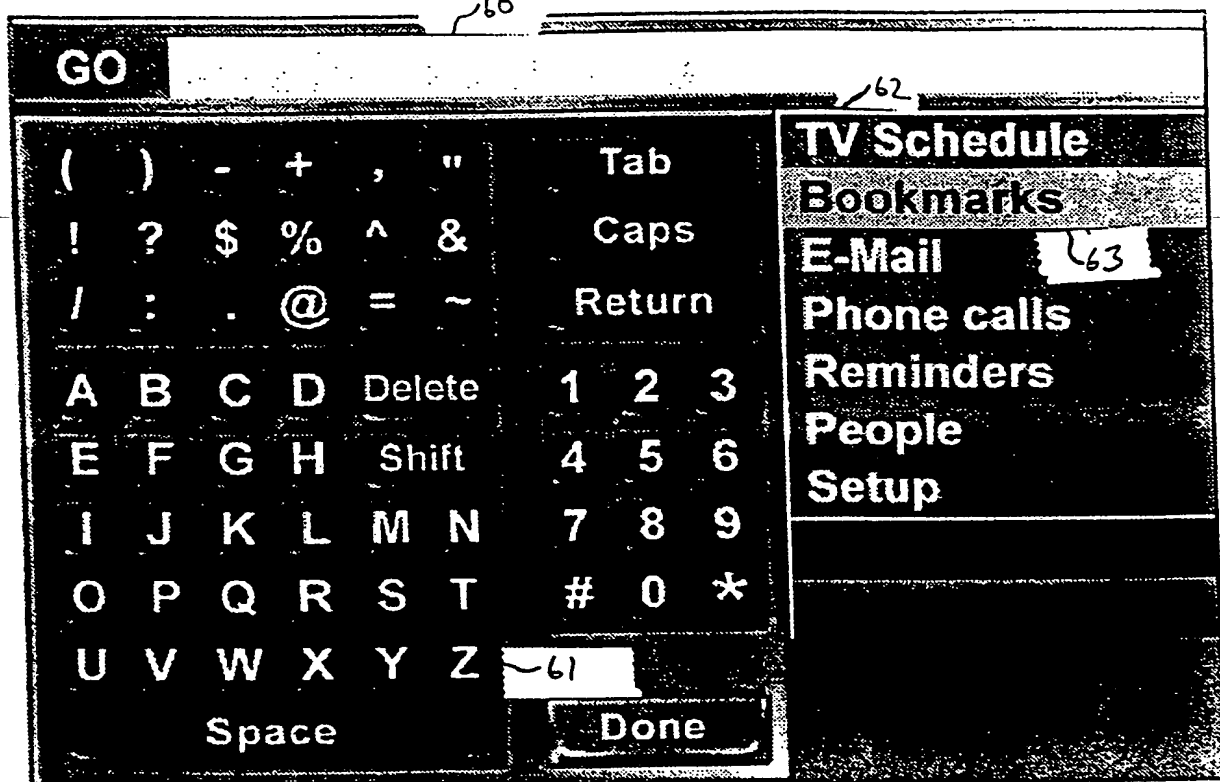 60
GO
62
( ) - + , " Tab
! ? $ % ^ & Caps
/ : . @ = ~ Return
A B C D Delete 1 2 3
E F G H Shift 4 5 6
I J K L M N 7 8 9
O P Q R S T # 0 *
U V W X Y Z 61
Space Done
TV Schedule
Bookmarks
E-Mail 63
Phone calls
Reminders
People
Setup